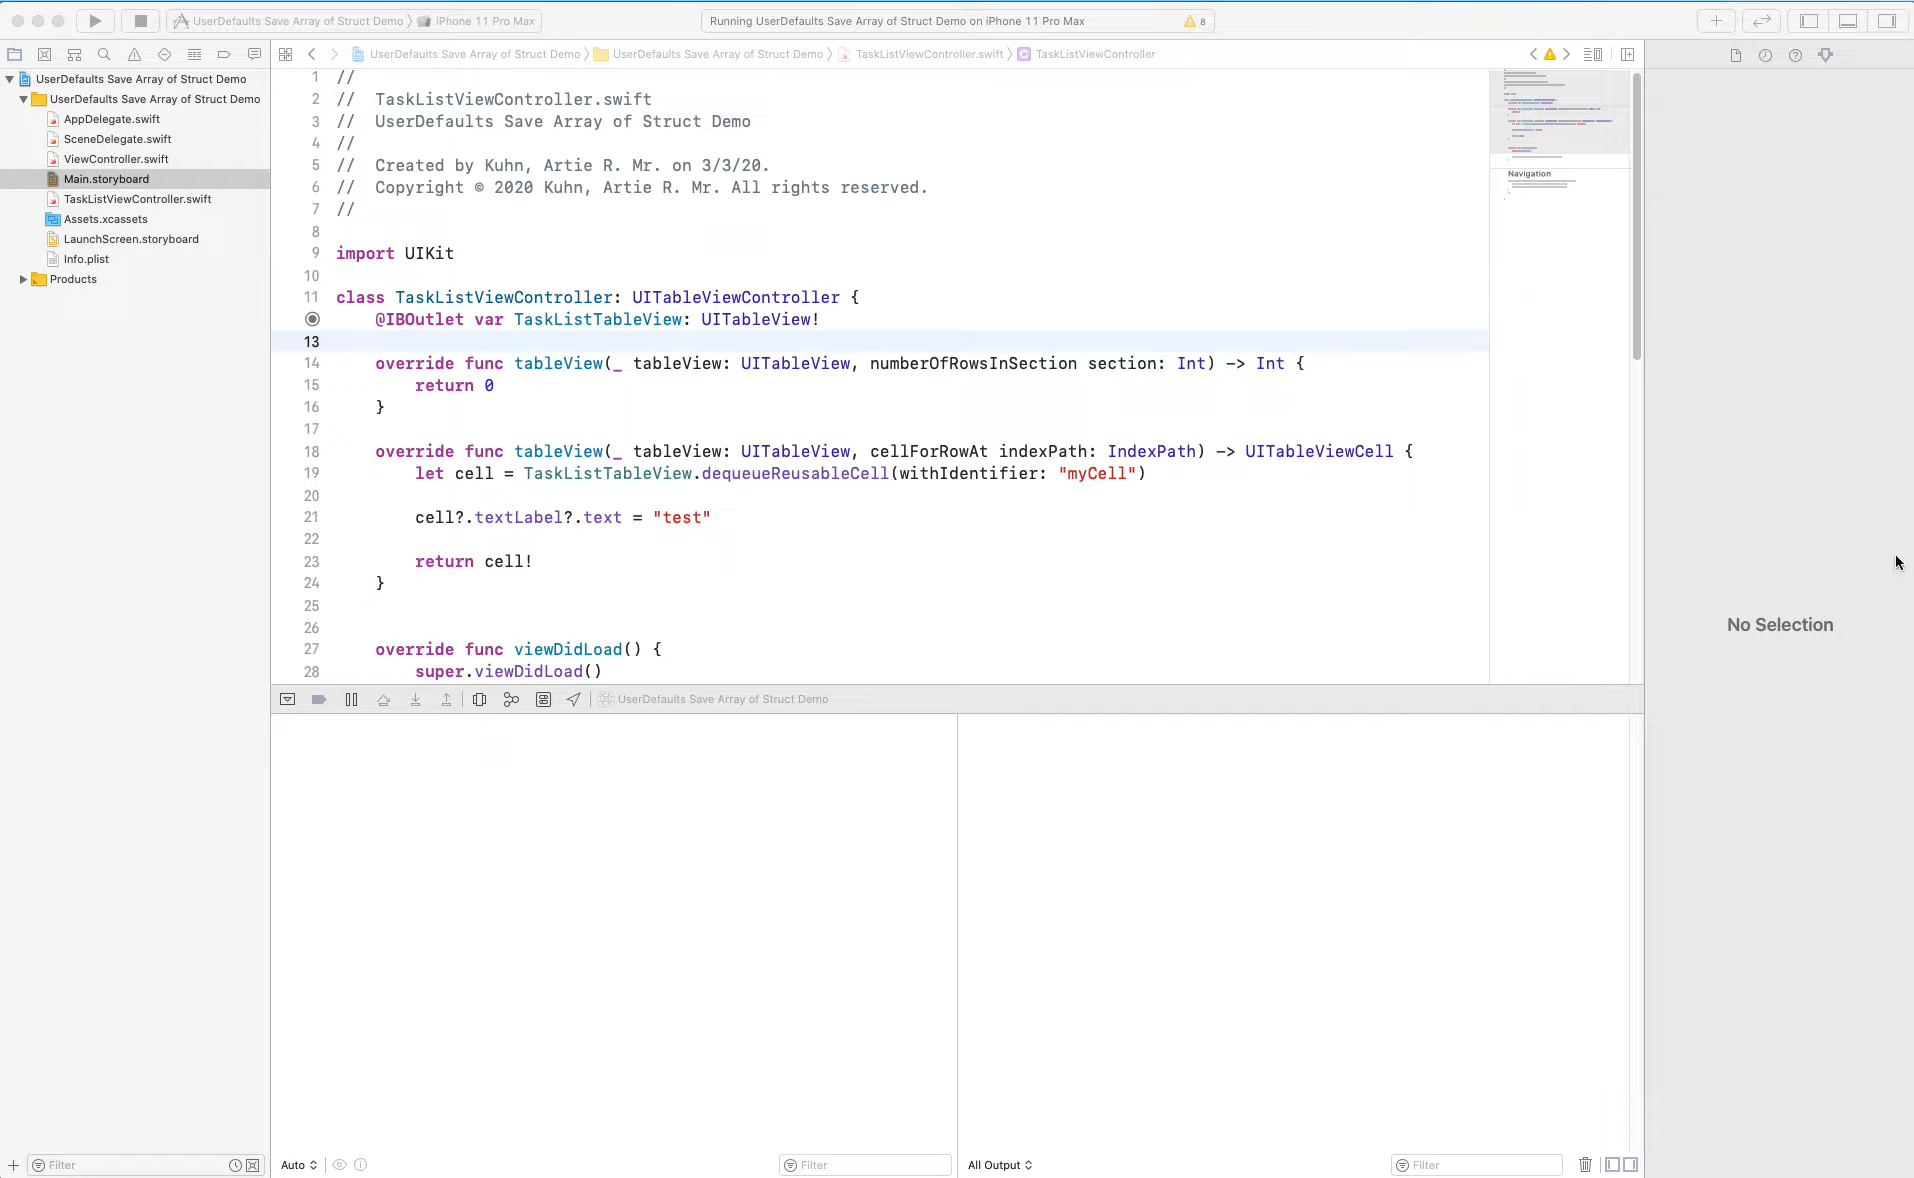 UserDefaults Save Array of Struct Demo iPhone 11 Pro Max
Running UserDefaults Save Array of Struct Demo on iPhone 11 Pro Max 8
UserDefaults Save Array of Struct Demo UserDefaults Save Array of Struct Demo TaskListViewController.swift C TaskListViewController
UserDefaults Save Array of Struct Demo
UserDefaults Save Array of Struct Demo
AppDelegate.swift
SceneDelegate.swift
ViewController.swift
Main.storyboard
TaskListViewController.swift
Assets.xcassets
LaunchScreen.storyboard
Info.plist
Products
1 //
2 //  TaskListViewController.swift
3 //  UserDefaults Save Array of Struct Demo
4 //
5 //  Created by Kuhn, Artie R. Mr. on 3/3/20.
6 //  Copyright © 2020 Kuhn, Artie R. Mr. All rights reserved.
7 //
8
9 import UIKit
10
11 class TaskListViewController: UITableViewController {
@IBOutlet var TaskListTableView: UITableView!
13
14 override func tableView(_ tableView: UITableView, numberOfRowsInSection section: Int) -> Int {
15 return 0
16 }
17
18 override func tableView(_ tableView: UITableView, cellForRowAt indexPath: IndexPath) -> UITableViewCell {
19 let cell = TaskListTableView.dequeueReusableCell(withIdentifier: "myCell")
20
21 cell?.textLabel?.text = "test"
22
23 return cell!
24 }
25
26
27 override func viewDidLoad() {
28 super.viewDidLoad()
Navigation
No Selection
UserDefaults Save Array of Struct Demo
Filter
Auto
Filter
All Output
Filter